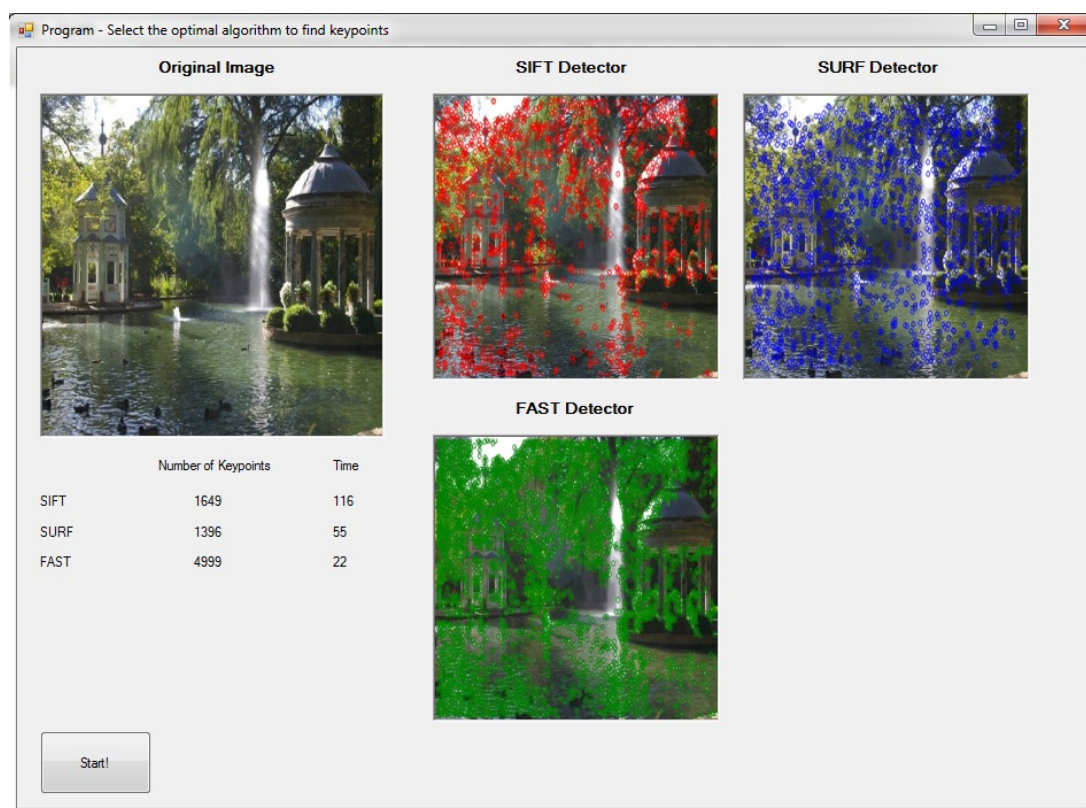 Program - Select the optimal algorithm to find keypoints
Original Image
SIFT Detector
SURF Detector
FAST Detector
Number of Keypoints Time
SIFT 1649 116
SURF 1396 55
FAST 4999 22
Start!